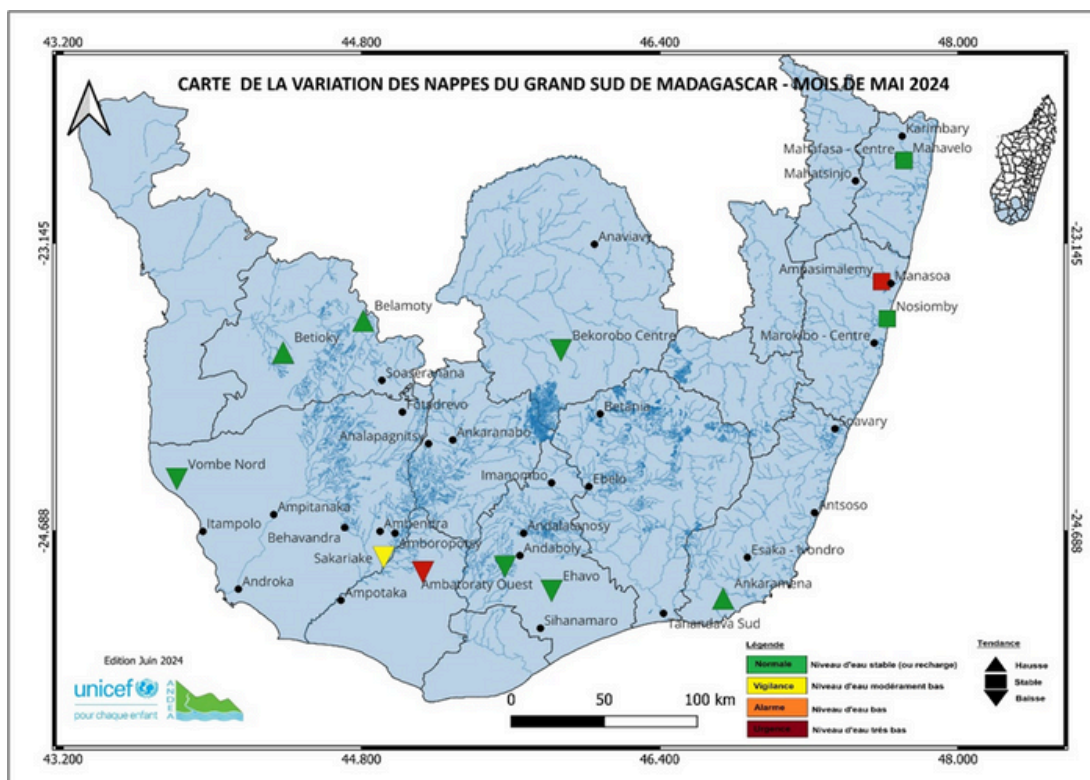 43.200
44.800
46.400
48.000
CARTE DE LA VARIATION DES NAPPES DU GRAND SUD DE MADAGASCAR - MOIS DE MAI 2024
Karimbary
Mahafasa - Centre
Mahavelo
Mahatsinjo
-23.145
-23.145
Anaviavy
Ampasimalemy
Manasoa
Belamoty
Nosiomby
Betioky
Bekorobo Centre
Marokibo - Centre
Soaseranana
Fotadrevo
Betapia
Analapagnitsy
Ankaranabo
Soavary
Vombe Nord
Imanombo
Ebelo
Ampitanaka
Antsoso
Itampolo
Behavandra
Ambenitra
Andalatanosy
-24.688
-24.688
Amboropotsy
Sakariake
Andaboly
Esaka - Ivondro
Androka
Ambatoraty Ouest
Ehavo
Ankaramena
Ampotaka
Sihanamaro
Tanandava Sud
Edition Juin 2024
unicef
pour chaque enfant
ANDEA
0
50
100 km
Légende
Normale
Niveau d'eau stable (ou recharge)
Vigilance
Niveau d'eau modérament bas
Alarme
Niveau d'eau bas
Urgence
Niveau d'eau très bas
Tendance
Hausse
Stable
Baisse
43.200
44.800
46.400
48.000